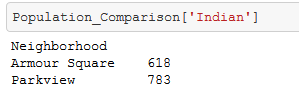 Population_Comparison['Indian']
Neighborhood
Armour Square    618
Parkview         783